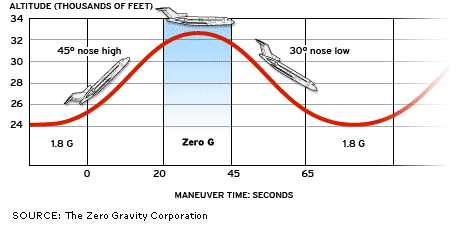 ALTITUDE (THOUSANDS OF FEET)
34
32
30
28
26
24
45° nose high
30° nose low
1.8 G
Zero G
1.8 G
0
20
45
65
MANEUVER TIME: SECONDS
SOURCE: The Zero Gravity Corporation